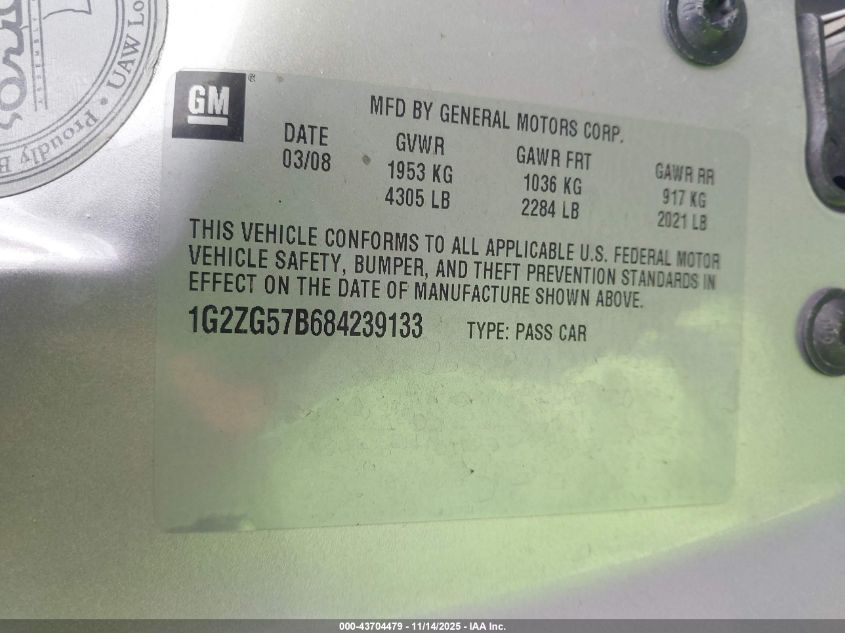 UAW Lo
Proudly B
GM
®
MFD BY GENERAL MOTORS CORP.
DATE GVWR GAWR FRT GAWR RR
03/08 1953 KG 1036 KG 917 KG
4305 LB 2284 LB 2021 LB
THIS VEHICLE CONFORMS TO ALL APPLICABLE U.S. FEDERAL MOTOR
VEHICLE SAFETY, BUMPER, AND THEFT PREVENTION STANDARDS IN
EFFECT ON THE DATE OF MANUFACTURE SHOWN ABOVE.
1G2ZG57B684239133 TYPE: PASS CAR
000-43704479 - 11/14/2025 - IAA Inc.